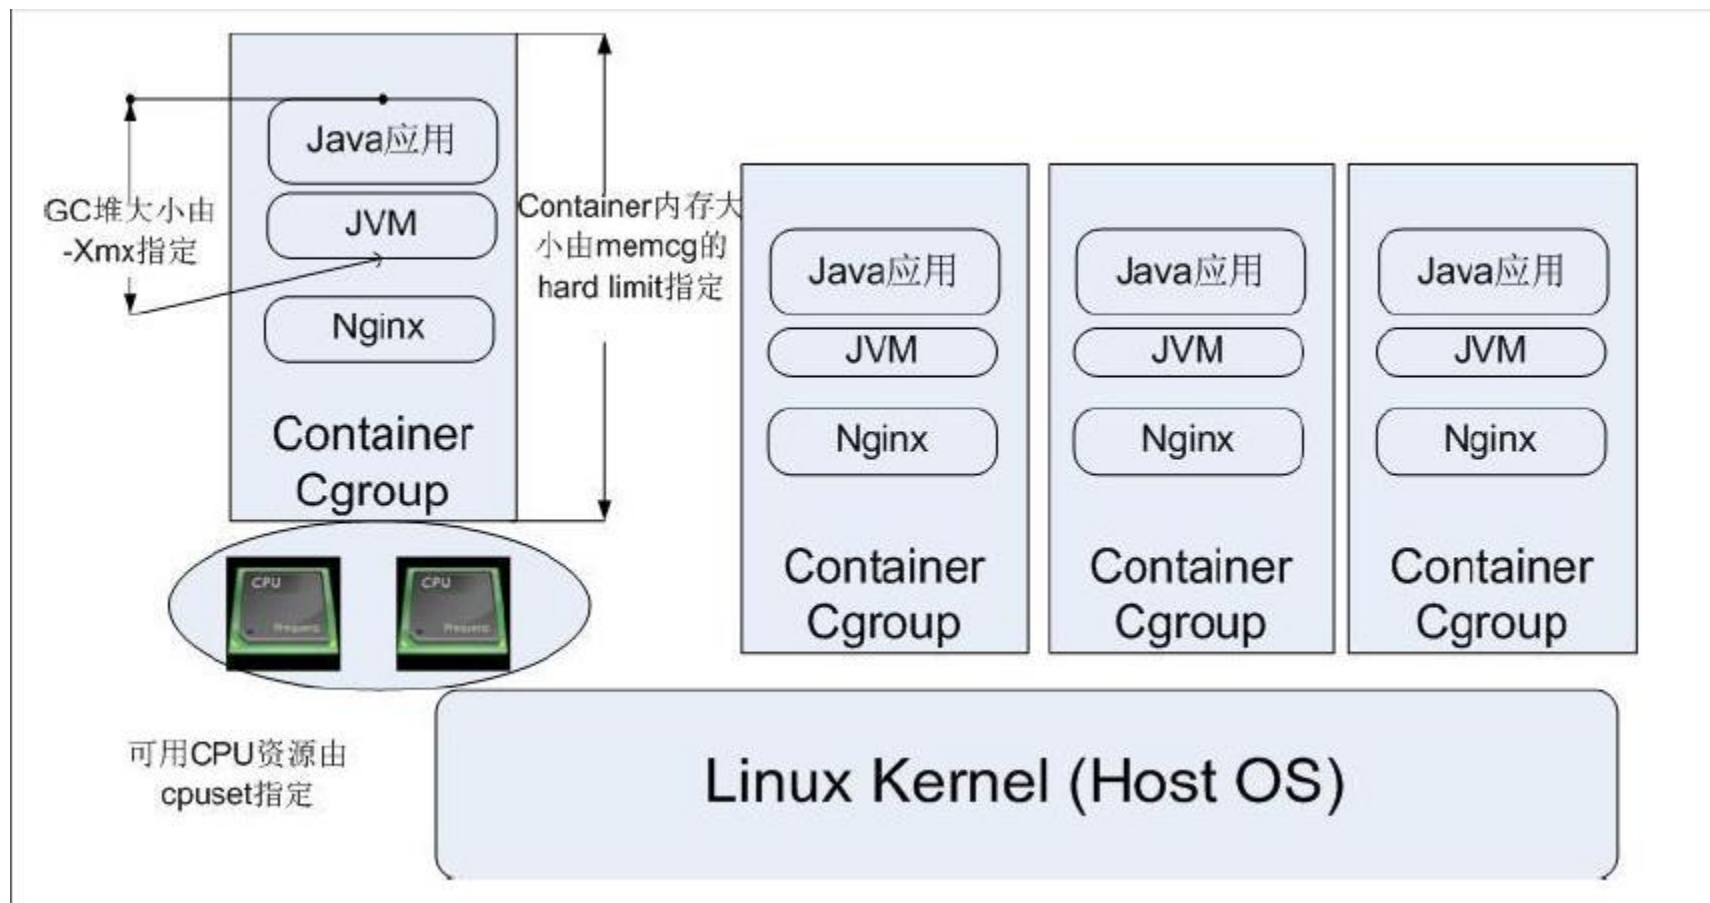 Java应用
JVM
Nginx
Container
Cgroup
GC堆大小由
-Xmx指定
Container内存大
小由memcg的
hard limit指定
CPU
CPU
可用CPU资源由
cpuset指定
Java应用
JVM
Nginx
Container
Cgroup
Java应用
JVM
Nginx
Container
Cgroup
Java应用
JVM
Nginx
Container
Cgroup
Linux Kernel (Host OS)